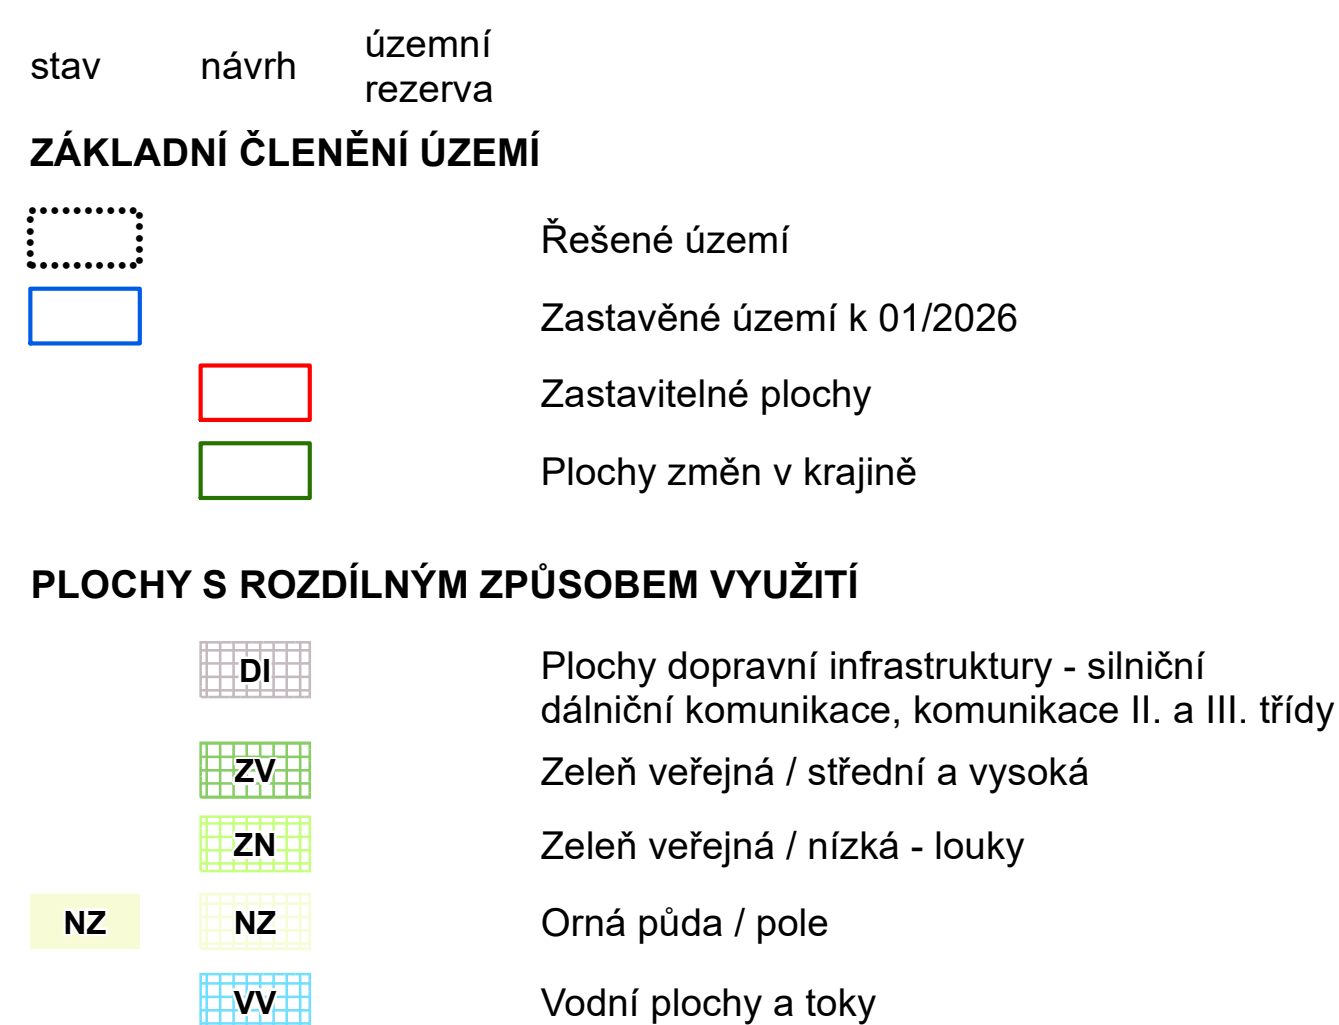 stav návrh územní rezerva
ZÁKLADNÍ ČLENĚNÍ ÚZEMÍ
Řešené území
Zastavěné území k 01/2026
Zastavitelné plochy
Plochy změn v krajině
PLOCHY S ROZDÍLNÝM ZPŮSOBEM VYUŽITÍ
DI Plochy dopravní infrastruktury - silniční
dálniční komunikace, komunikace II. a III. třídy
ZV Zeleň veřejná / střední a vysoká
ZN Zeleň veřejná / nízká - louky
NZ NZ Orná půda / pole
VV Vodní plochy a toky